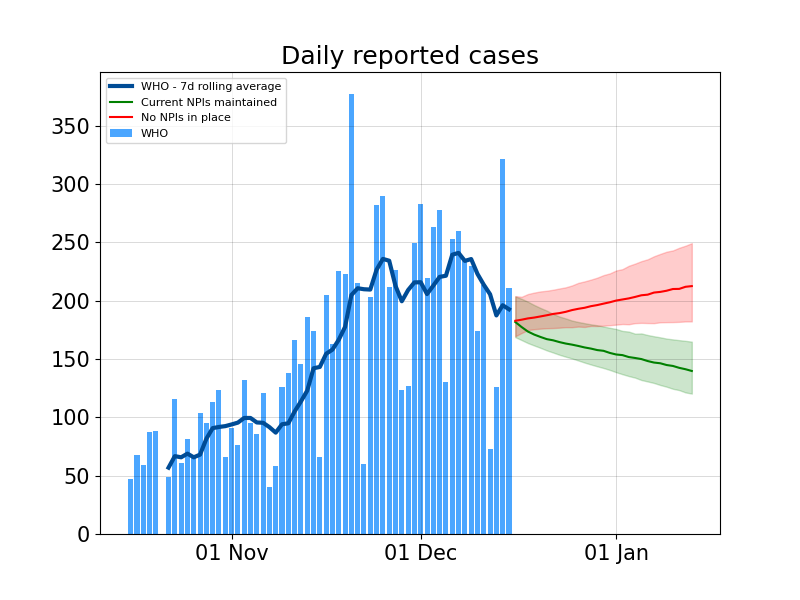 Daily reported cases
WHO - 7d rolling average
Current NPIs maintained
No NPIs in place
WHO
350
300
250
200
150
100
50
0
01 Nov
01 Dec
01 Jan